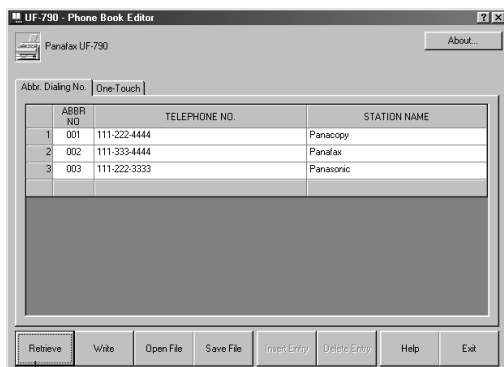 UF-790 - Phone Book Editor
Panafax UF-790
About...
Abbr. Dialing No. One-Touch
ABBR NO TELEPHONE NO. STATION NAME
1 001 111-222-4444 Panacopy
2 002 111-333-4444 Panafax
3 003 111-222-3333 Panasonic
Retrieve Write Open File Save File Insert Entry Delete Entry Help Exit